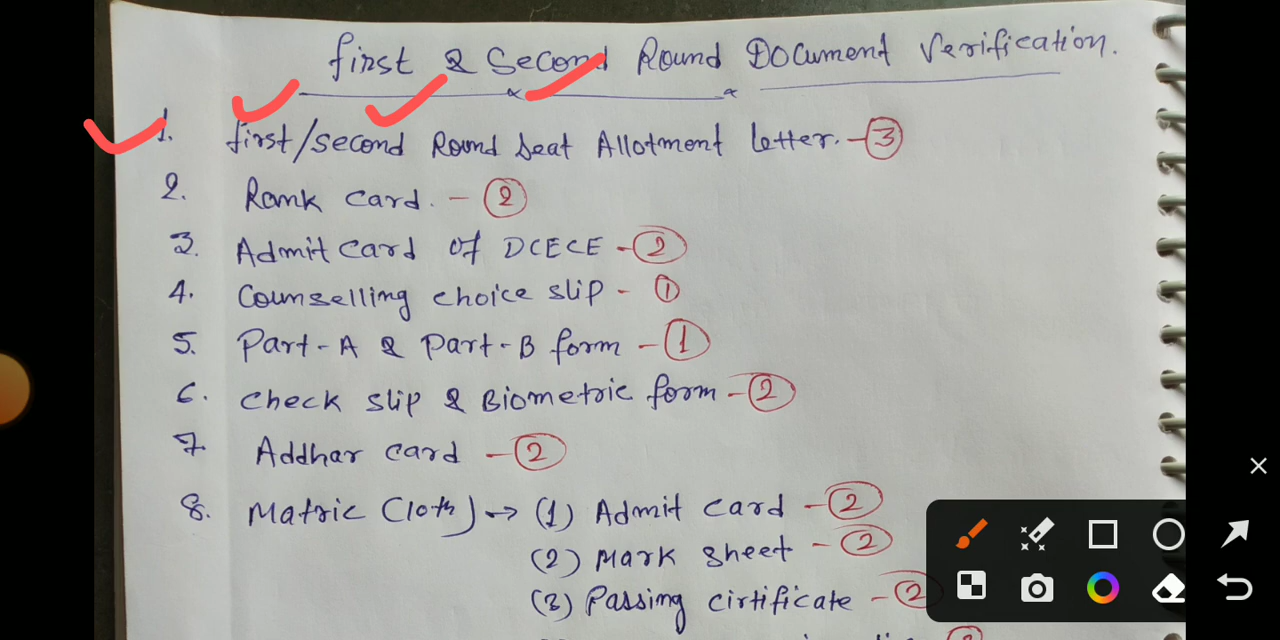 First & Second Round Document Verification.
1. first/second Round Seat Allotment Letter. - 3
2. Rank card. - 2
3. Admit card of DCECE - 2
4. Counselling choice slip - 1
5. Part-A & Part-B form - 1
6. Check slip & Biometric form - 2
7. Addhar card - 2
8. Matric (10th) → (1) Admit card - 2
(2) Mark sheet - 2
(3) Passing cirtificate - 2